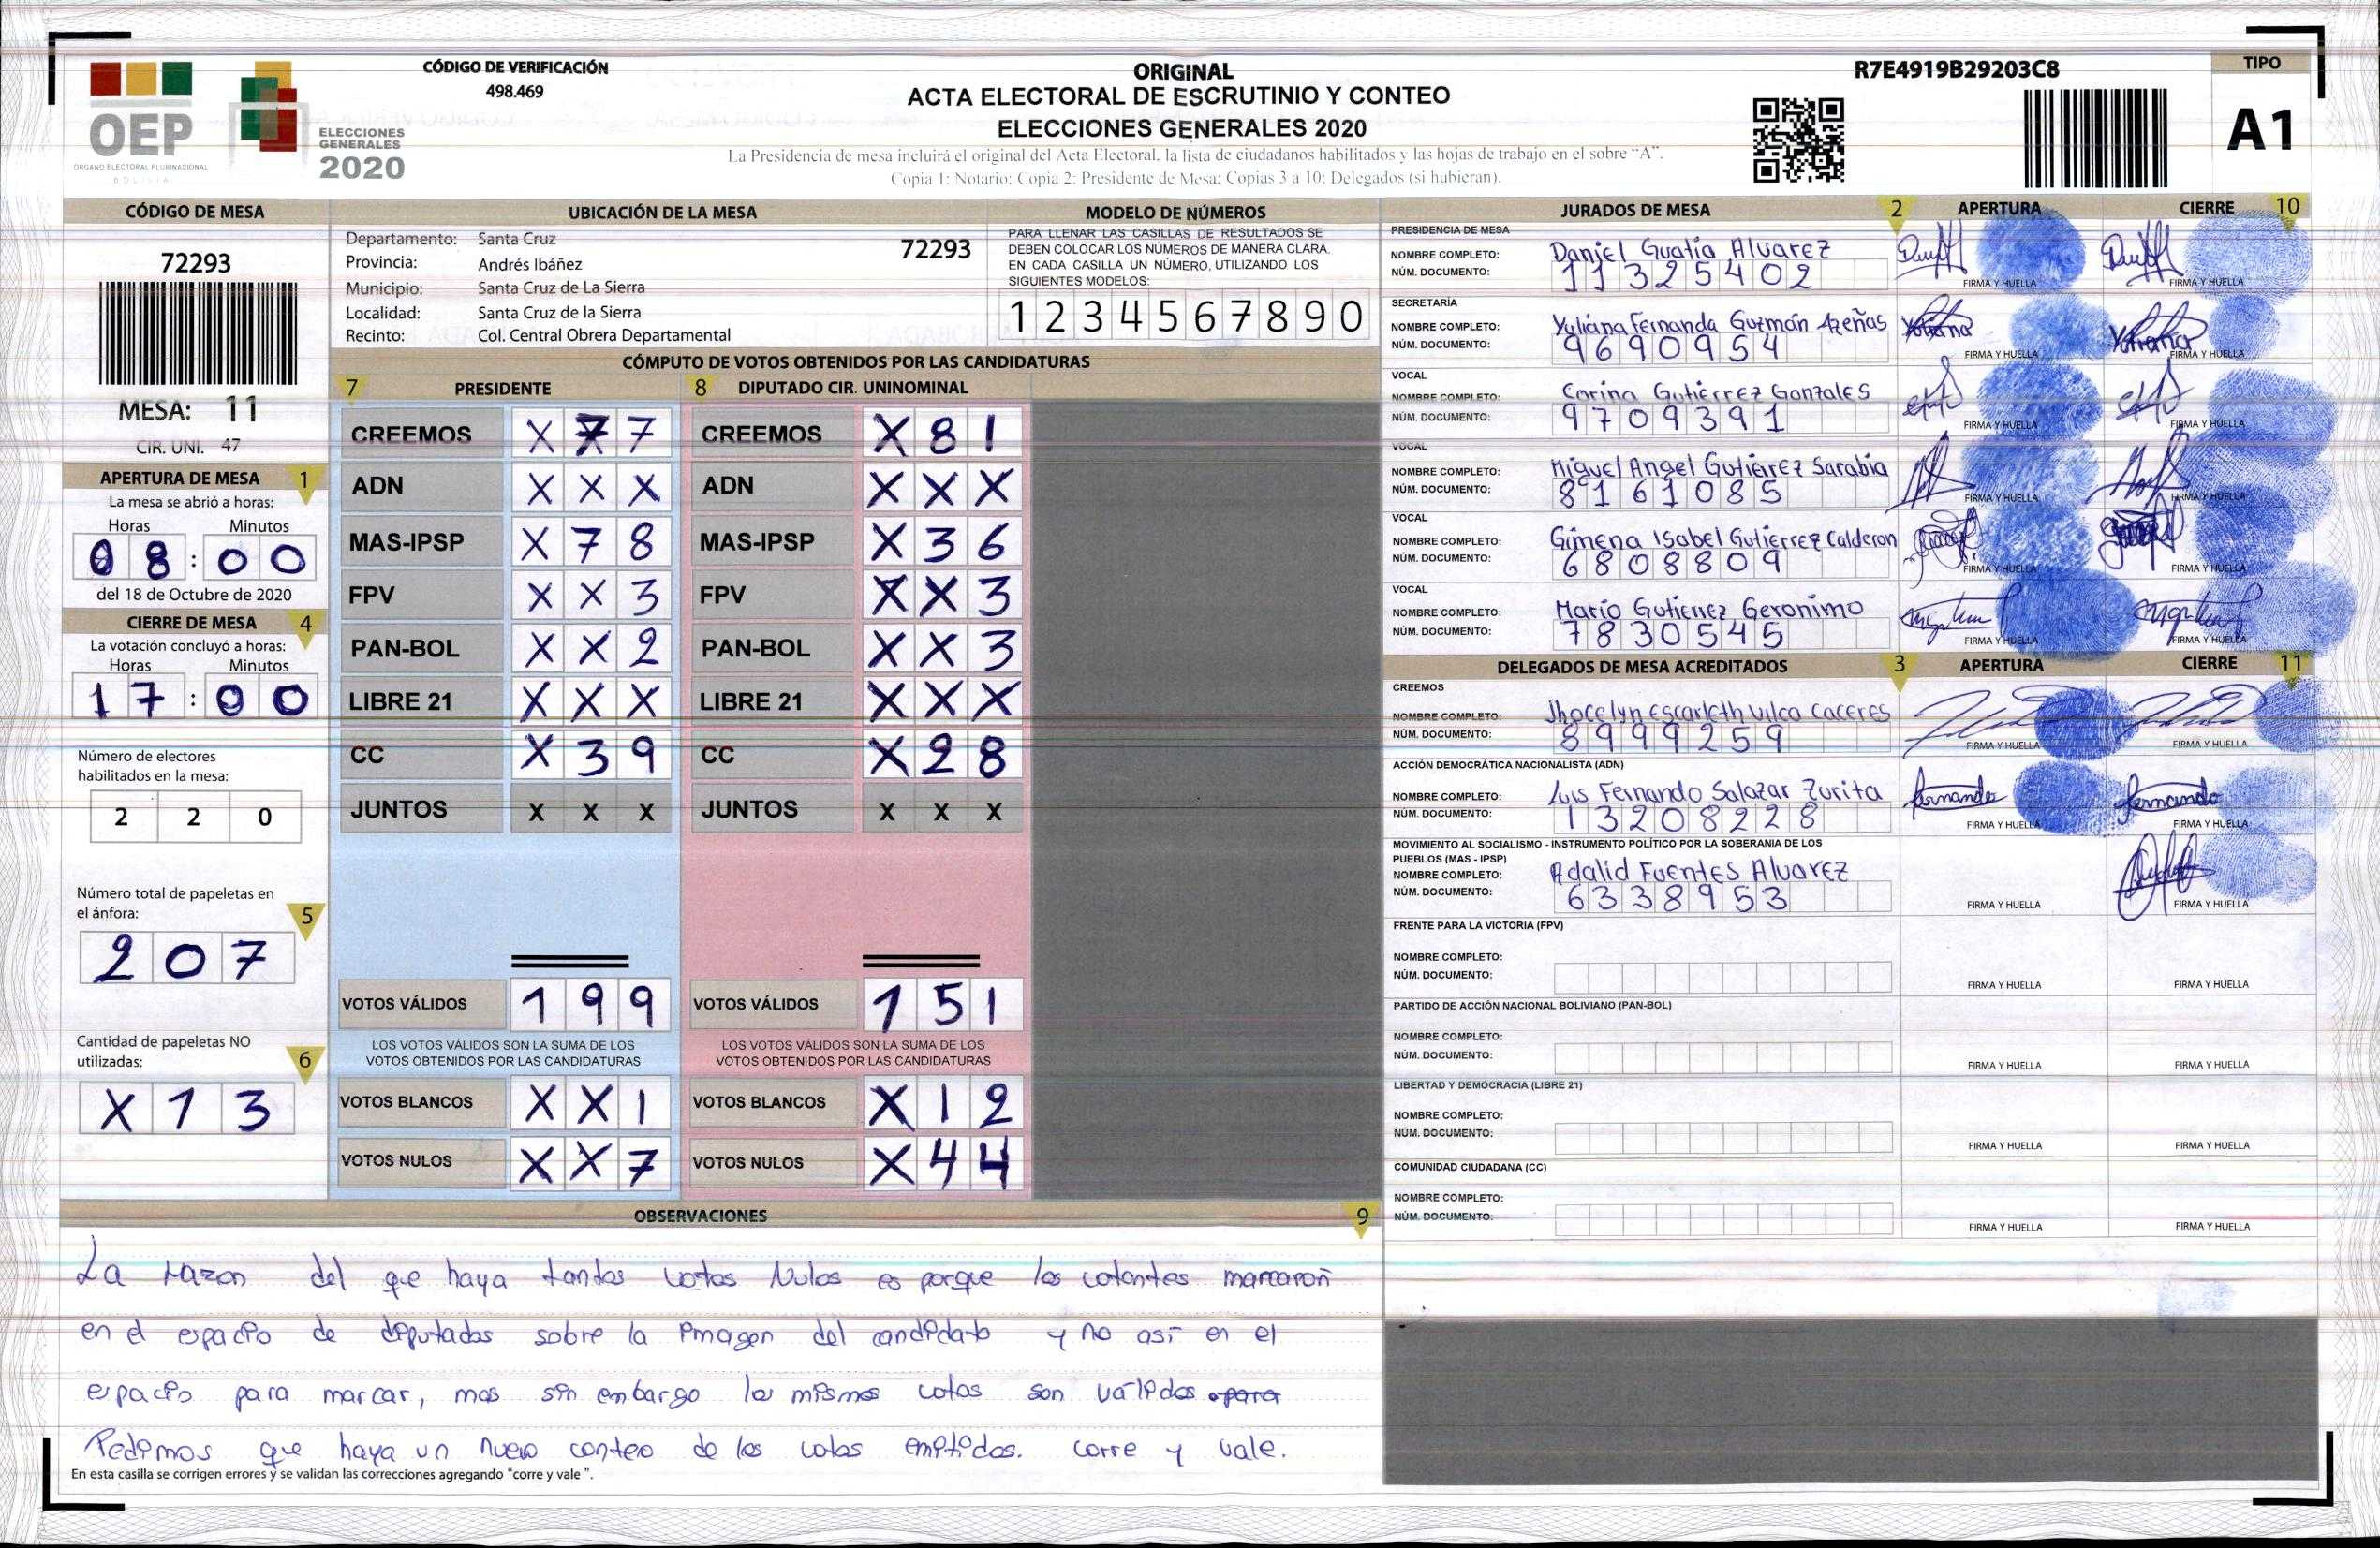 CÓDIGO DE VERIFICACIÓN
498.469
ORIGINAL
ACTA ELECTORAL DE ESCRUTINIO Y CONTEO
ELECCIONES GENERALES 2020
La Presidencia de mesa incluirá el original del Acta Electoral, la lista de ciudadanos habilitados y las hojas de trabajo en el sobre “A”.
Copia 1: Notario; Copia 2: Presidente de Mesa; Copias 3 a 10: Delegados (si hubieran).
R7E4919B29203C8
TIPO
A1
OEP
ÓRGANO ELECTORAL PLURINACIONAL
BOLIVIA
ELECCIONES
GENERALES
2020
CÓDIGO DE MESA
72293
MESA: 11
CIR. UNI. 47
APERTURA DE MESA 1
La mesa se abrió a horas:
Horas Minutos
08:00
del 18 de Octubre de 2020
CIERRE DE MESA 4
La votación concluyó a horas:
Horas Minutos
17:00
Número de electores
habilitados en la mesa:
2 2 0
Número total de papeletas en
el ánfora: 5
2 0 7
Cantidad de papeletas NO
utilizadas: 6
X 1 3
UBICACIÓN DE LA MESA
Departamento: Santa Cruz 72293
Provincia: Andrés Ibáñez
Municipio: Santa Cruz de La Sierra
Localidad: Santa Cruz de la Sierra
Recinto: Col. Central Obrera Departamental
MODELO DE NÚMEROS
PARA LLENAR LAS CASILLAS DE RESULTADOS SE
DEBEN COLOCAR LOS NÚMEROS DE MANERA CLARA.
EN CADA CASILLA UN NÚMERO, UTILIZANDO LOS
SIGUIENTES MODELOS:
1 2 3 4 5 6 7 8 9 0
CÓMPUTO DE VOTOS OBTENIDOS POR LAS CANDIDATURAS
7 PRESIDENTE 8 DIPUTADO CIR. UNINOMINAL
CREEMOS X 7 7 CREEMOS X 8 1
ADN X X X ADN X X X
MAS-IPSP X 7 8 MAS-IPSP X 3 6
FPV X X 3 FPV X X 3
PAN-BOL X X 2 PAN-BOL X X 3
LIBRE 21 X X X LIBRE 21 X X X
CC X 3 9 CC X 2 8
JUNTOS X X X JUNTOS X X X
VOTOS VÁLIDOS 1 9 9 VOTOS VÁLIDOS 1 5 1
LOS VOTOS VÁLIDOS SON LA SUMA DE LOS LOS VOTOS VÁLIDOS SON LA SUMA DE LOS
VOTOS OBTENIDOS POR LAS CANDIDATURAS VOTOS OBTENIDOS POR LAS CANDIDATURAS
VOTOS BLANCOS X X 1 VOTOS BLANCOS X 1 2
VOTOS NULOS X X 7 VOTOS NULOS X 4 4
JURADOS DE MESA 2 APERTURA CIERRE 10
PRESIDENCIA DE MESA
NOMBRE COMPLETO: Daniel Guatia Alvarez
NÚM. DOCUMENTO: 11325402 FIRMA Y HUELLA FIRMA Y HUELLA
SECRETARÍA
NOMBRE COMPLETO: Yuliana Fernanda Guzmán Azeñas
NÚM. DOCUMENTO: 9690954 FIRMA Y HUELLA FIRMA Y HUELLA
VOCAL
NOMBRE COMPLETO: Carina Gutiérrez Gonzales
NÚM. DOCUMENTO: 9709391 FIRMA Y HUELLA FIRMA Y HUELLA
VOCAL
NOMBRE COMPLETO: Miguel Angel Gutiérrez Sarabia
NÚM. DOCUMENTO: 8161085 FIRMA Y HUELLA FIRMA Y HUELLA
VOCAL
NOMBRE COMPLETO: Gimena Isabel Gutierrez Calderon
NÚM. DOCUMENTO: 6808809 FIRMA Y HUELLA FIRMA Y HUELLA
VOCAL
NOMBRE COMPLETO: Mario Gutierrez Geronimo
NÚM. DOCUMENTO: 7830545 FIRMA Y HUELLA FIRMA Y HUELLA
DELEGADOS DE MESA ACREDITADOS 3 APERTURA CIERRE 11
CREEMOS
NOMBRE COMPLETO: Jhocelyn Escarleth Vilca Caceres
NÚM. DOCUMENTO: 8999259 FIRMA Y HUELLA FIRMA Y HUELLA
ACCIÓN DEMOCRÁTICA NACIONALISTA (ADN)
NOMBRE COMPLETO: Luis Fernando Salazar Zurita
NÚM. DOCUMENTO: 13208228 FIRMA Y HUELLA FIRMA Y HUELLA
MOVIMIENTO AL SOCIALISMO - INSTRUMENTO POLÍTICO POR LA SOBERANIA DE LOS
PUEBLOS (MAS - IPSP)
NOMBRE COMPLETO: Adalid Fuentes Alvarez
NÚM. DOCUMENTO: 6338953 FIRMA Y HUELLA FIRMA Y HUELLA
FRENTE PARA LA VICTORIA (FPV)
NOMBRE COMPLETO:
NÚM. DOCUMENTO: FIRMA Y HUELLA FIRMA Y HUELLA
PARTIDO DE ACCIÓN NACIONAL BOLIVIANO (PAN-BOL)
NOMBRE COMPLETO:
NÚM. DOCUMENTO: FIRMA Y HUELLA FIRMA Y HUELLA
LIBERTAD Y DEMOCRACIA (LIBRE 21)
NOMBRE COMPLETO:
NÚM. DOCUMENTO: FIRMA Y HUELLA FIRMA Y HUELLA
COMUNIDAD CIUDADANA (CC)
NOMBRE COMPLETO:
NÚM. DOCUMENTO: FIRMA Y HUELLA FIRMA Y HUELLA
OBSERVACIONES 9
La razon del que haya tantos votos Nulos es porque los votantes marcaron
en el espacio de diputados sobre la imagen del candidato y no así en el
espacio para marcar, mas sin embargo los mismos votos son válidos para
Pedimos que haya un nuevo conteo de los votos emitidos. corre y vale.
En esta casilla se corrigen errores y se validan las correcciones agregando “corre y vale ”.